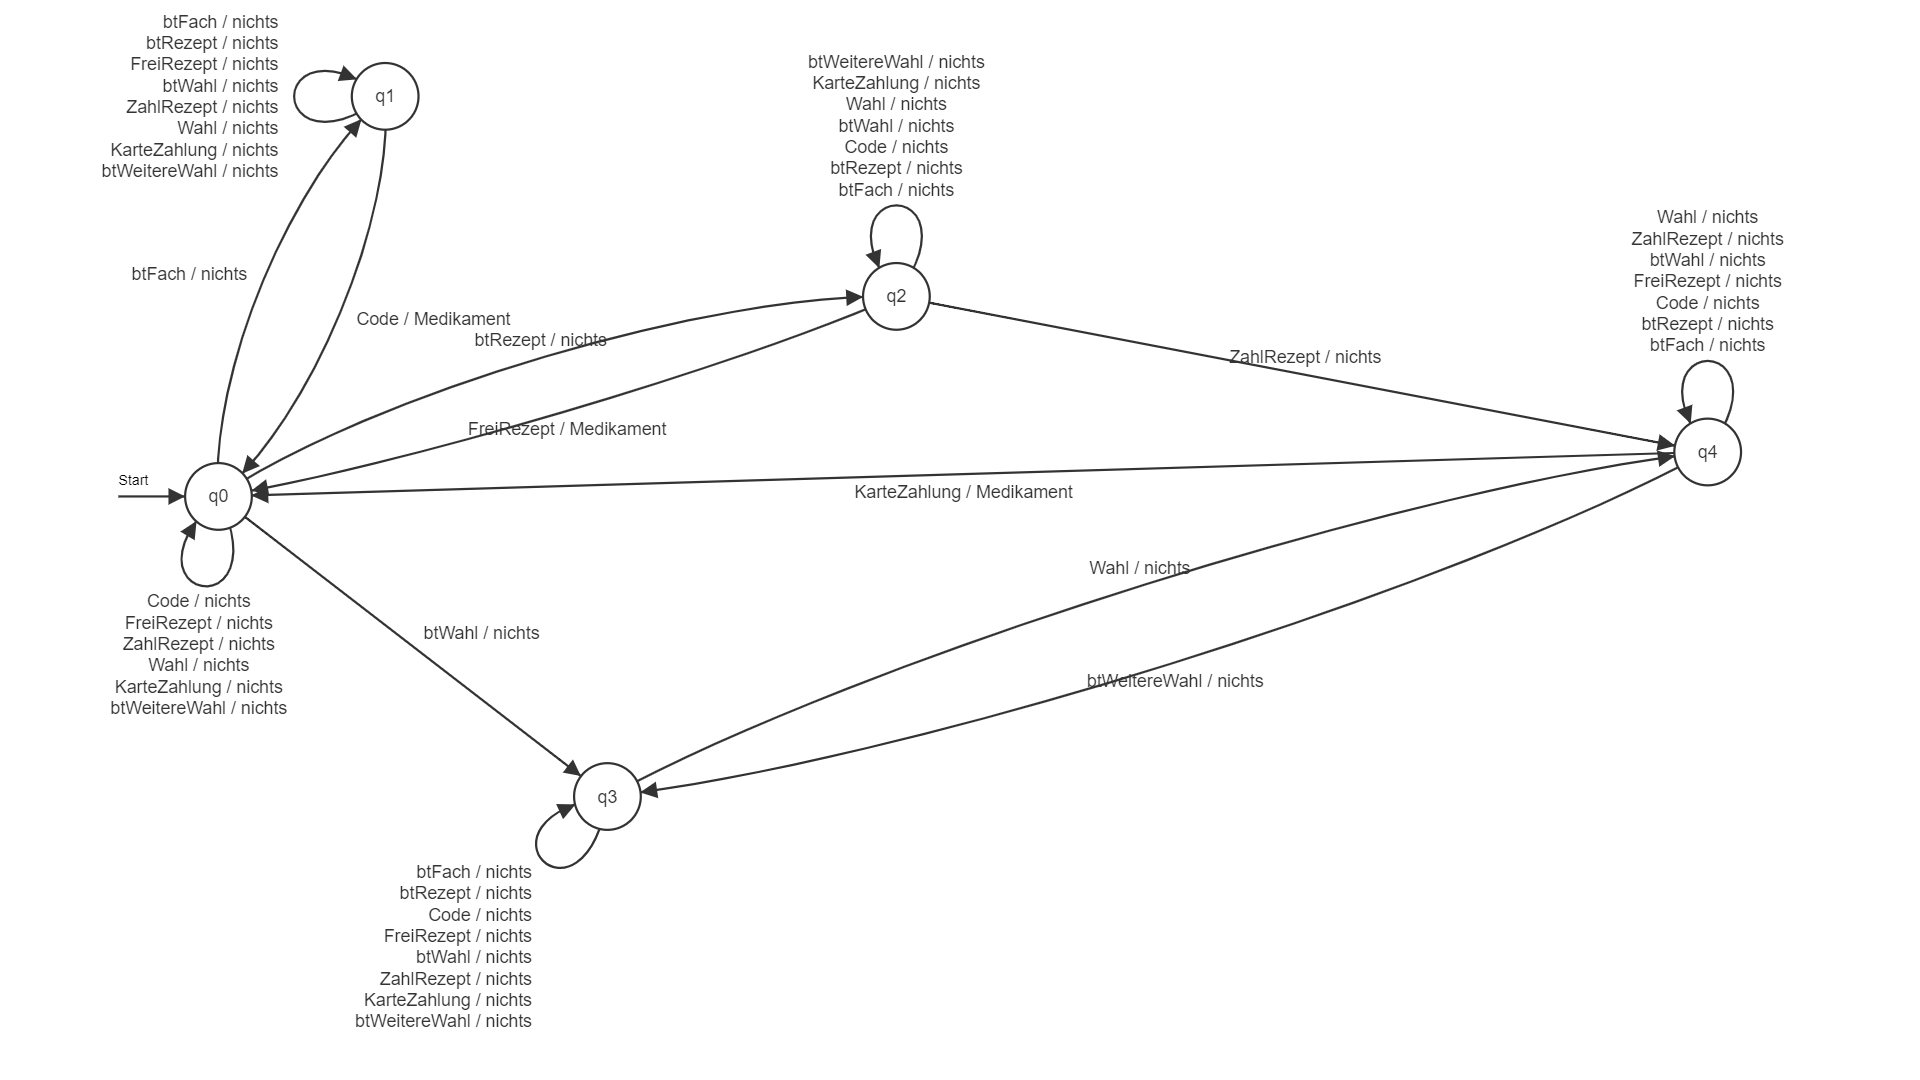 btFach / nichts
btRezept / nichts
FreiRezept / nichts
btWahl / nichts
ZahlRezept / nichts
Wahl / nichts
KarteZahlung / nichts
btWeitereWahl / nichts
q1
btWeitereWahl / nichts
KarteZahlung / nichts
Wahl / nichts
btWahl / nichts
Code / nichts
btRezept / nichts
btFach / nichts
q2
Wahl / nichts
ZahlRezept / nichts
btWahl / nichts
FreiRezept / nichts
Code / nichts
btRezept / nichts
btFach / nichts
q4
btFach / nichts
Code / Medikament
btRezept / nichts
ZahlRezept / nichts
FreiRezept / Medikament
Start
q0
KarteZahlung / Medikament
Wahl / nichts
Code / nichts
FreiRezept / nichts
ZahlRezept / nichts
Wahl / nichts
KarteZahlung / nichts
btWeitereWahl / nichts
btWahl / nichts
btWeitereWahl / nichts
q3
btFach / nichts
btRezept / nichts
Code / nichts
FreiRezept / nichts
btWahl / nichts
ZahlRezept / nichts
KarteZahlung / nichts
btWeitereWahl / nichts